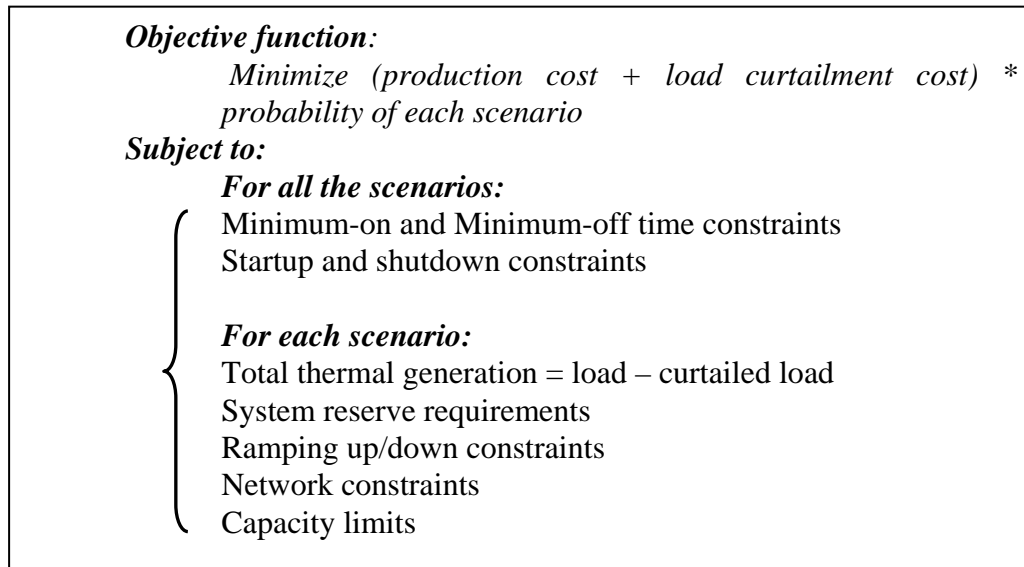 Objective function:
Minimize (production cost + load curtailment cost) *
probability of each scenario
Subject to:
For all the scenarios:
Minimum-on and Minimum-off time constraints
Startup and shutdown constraints
For each scenario:
Total thermal generation = load – curtailed load
System reserve requirements
Ramping up/down constraints
Network constraints
Capacity limits